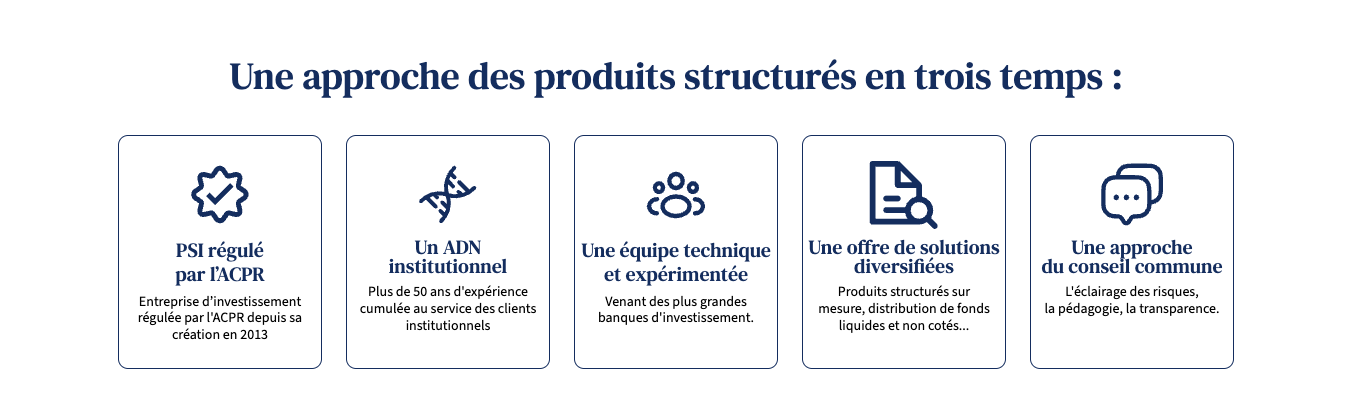 Une approche des produits structurés en trois temps :
PSI régulé
par l’ACPR
Entreprise d’investissement
régulée par l'ACPR depuis sa
création en 2013
Un ADN
institutionnel
Plus de 50 ans d'expérience
cumulée au service des clients
institutionnels
Une équipe technique
et expérimentée
Venant des plus grandes
banques d'investissement.
Une offre de solutions
diversifiées
Produits structurés sur
mesure, distribution de fonds
liquides et non cotés...
Une approche
du conseil commune
L'éclairage des risques,
la pédagogie, la transparence.